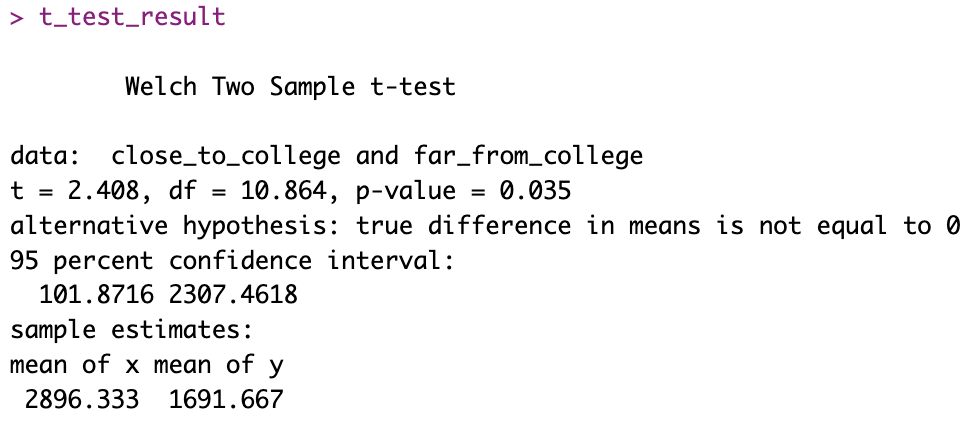 > t_test_result
Welch Two Sample t-test
data:  close_to_college and far_from_college
t = 2.408, df = 10.864, p-value = 0.035
alternative hypothesis: true difference in means is not equal to 0
95 percent confidence interval:
101.8716 2307.4618
sample estimates:
mean of x mean of y
2896.333  1691.667